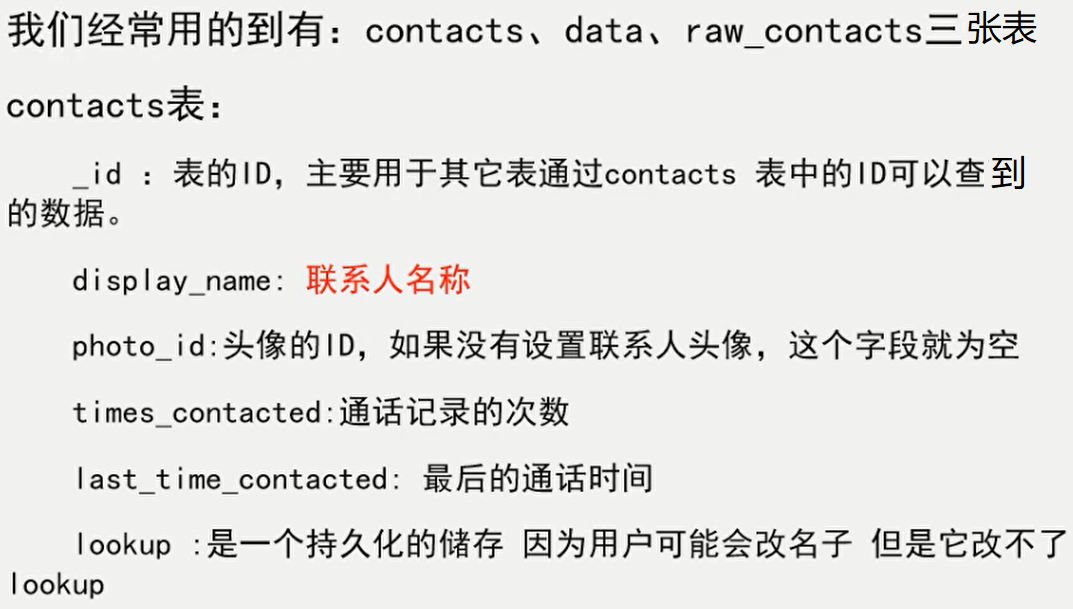 我们经常用的到有：contacts、data、raw_contacts三张表
contacts表：
_id ：表的ID，主要用于其它表通过contacts 表中的ID可以查到
的数据。
display_name: 联系人名称
photo_id:头像的ID，如果没有设置联系人头像，这个字段就为空
times_contacted:通话记录的次数
last_time_contacted: 最后的通话时间
lookup :是一个持久化的储存 因为用户可能会改名子 但是它改不了
lookup